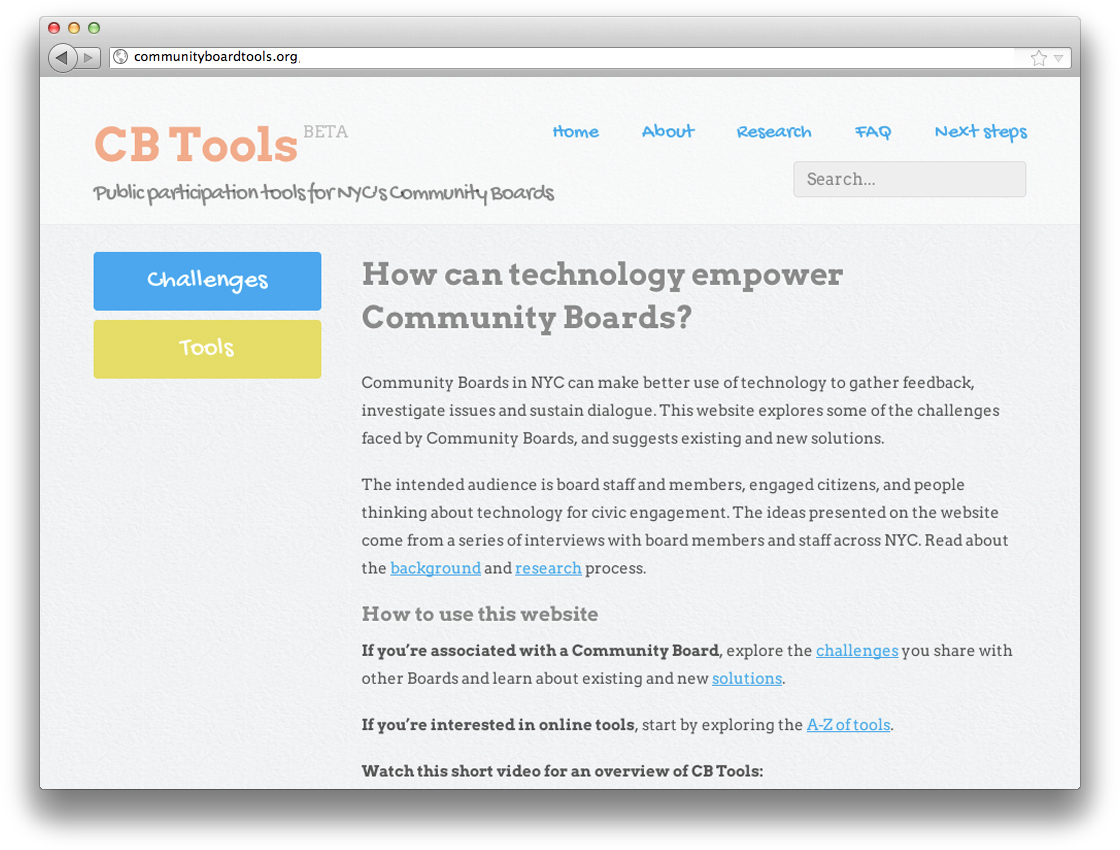 communityboardtools.org
CB Tools BETA
Home About Research FAQ Next steps
Search...
Public participation tools for NYC's Community Boards
Challenges
Tools
How can technology empower
Community Boards?
Community Boards in NYC can make better use of technology to gather feedback,
investigate issues and sustain dialogue. This website explores some of the challenges
faced by Community Boards, and suggests existing and new solutions.
The intended audience is board staff and members, engaged citizens, and people
thinking about technology for civic engagement. The ideas presented on the website
come from a series of interviews with board members and staff across NYC. Read about
the background and research process.
How to use this website
If you’re associated with a Community Board, explore the challenges you share with
other Boards and learn about existing and new solutions.
If you’re interested in online tools, start by exploring the A-Z of tools.
Watch this short video for an overview of CB Tools: